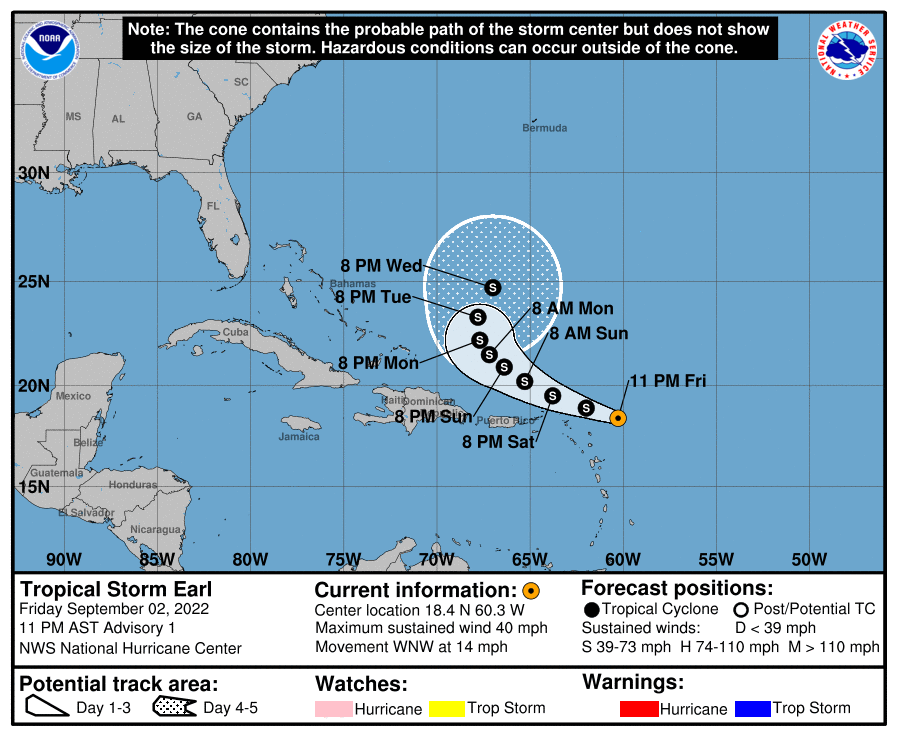 Note: The cone contains the probable path of the storm center but does not show
the size of the storm. Hazardous conditions can occur outside of the cone.
NOAA
NATIONAL WEATHER SERVICE
SC
MS
AL
GA
Bermuda
30N
FL
25N
8 PM Wed
Bahamas
8 PM Tue
8 AM Mon
Cuba
8 AM Sun
8 PM Mon
20N
11 PM Fri
Mexico
Haiti
Dominican
8 PM Sun
Puerto Rico
Jamaica
8 PM Sat
Belize
Guatemala
15N
Honduras
El Salvador
Nicaragua
90W 85W 80W 75W 70W 65W 60W 55W 50W
S
S
S
S
S
S
S
S
Tropical Storm Earl
Friday September 02, 2022
11 PM AST Advisory 1
NWS National Hurricane Center
Current information:
Center location 18.4 N 60.3 W
Maximum sustained wind 40 mph
Movement WNW at 14 mph
Forecast positions:
Tropical Cyclone Post/Potential TC
Sustained winds: D < 39 mph
S 39-73 mph H 74-110 mph M > 110 mph
Potential track area:
Day 1-3 Day 4-5
Watches:
Hurricane Trop Storm
Warnings:
Hurricane Trop Storm